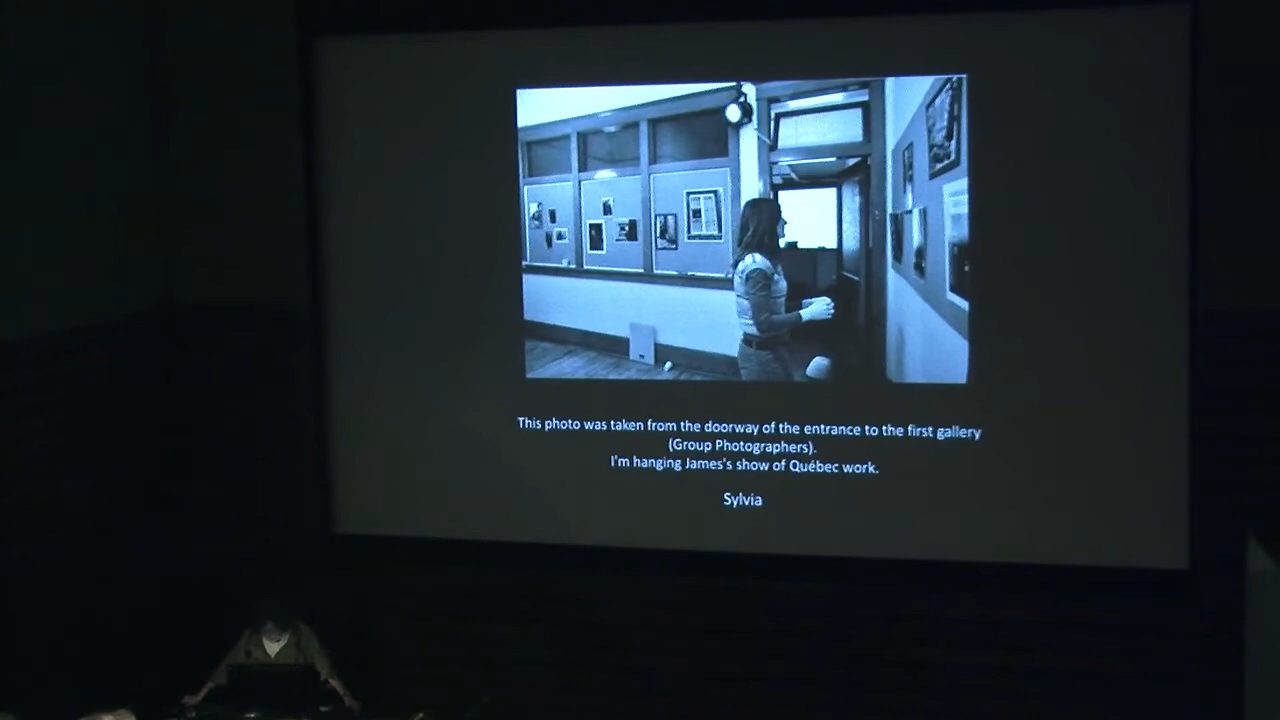 This photo was taken from the doorway of the entrance to the first gallery
(Group Photographers).
I'm hanging James's show of Québec work.
Sylvia